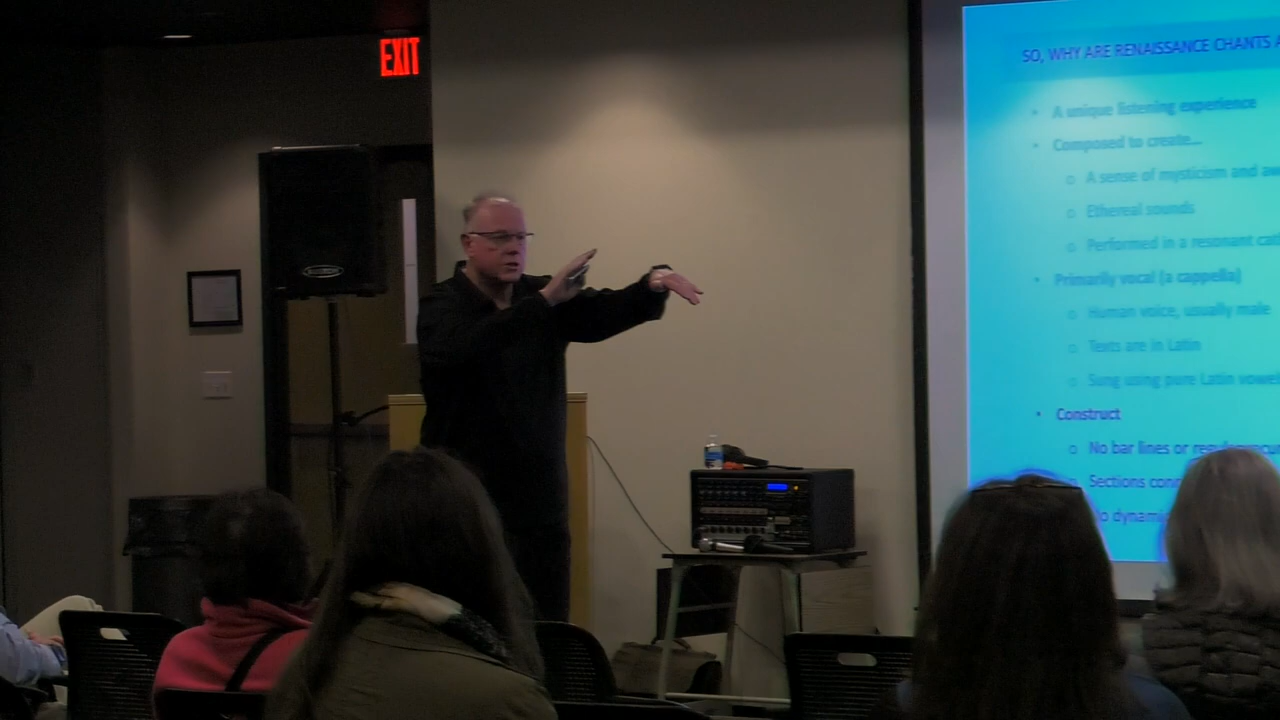 EXIT
SO, WHY ARE RENAISSANCE CHANTS
• A unique listening experience
• Composed to create...
o A sense of mysticism and
o Ethereal sounds
o Performed in a resonant
• Primarily vocal (a cappella)
o Human voice, usually male
o Texts are in Latin
o Sung using pure Latin
• Construct
o No bar lines or
Sections